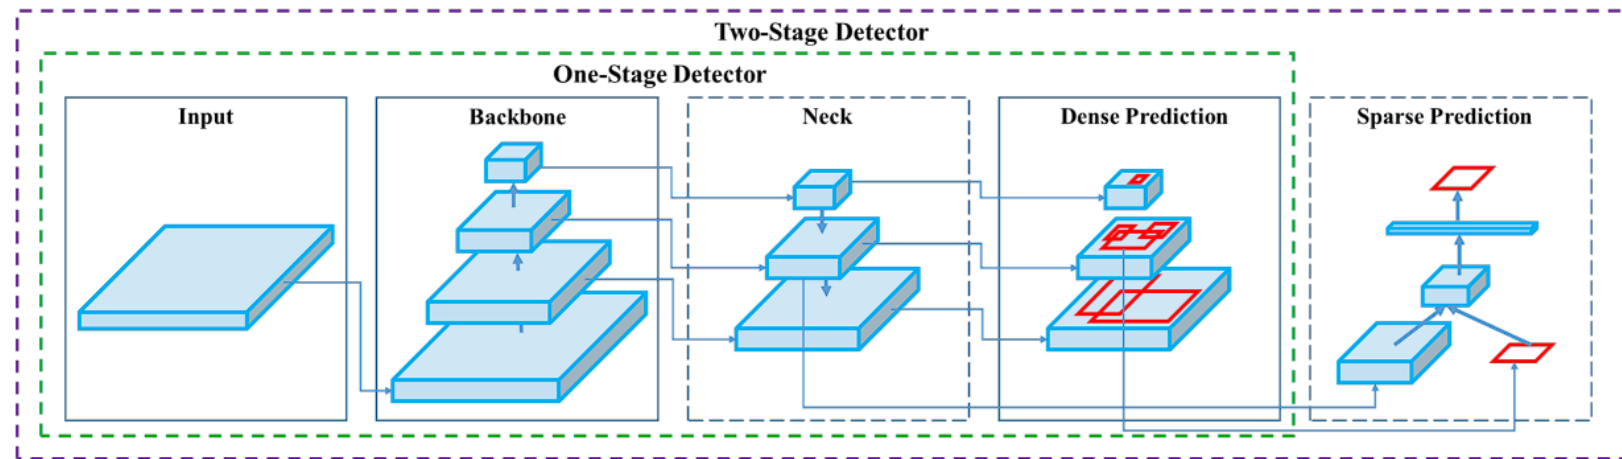 Two-Stage Detector
One-Stage Detector
Input
Backbone
Neck
Dense Prediction
Sparse Prediction